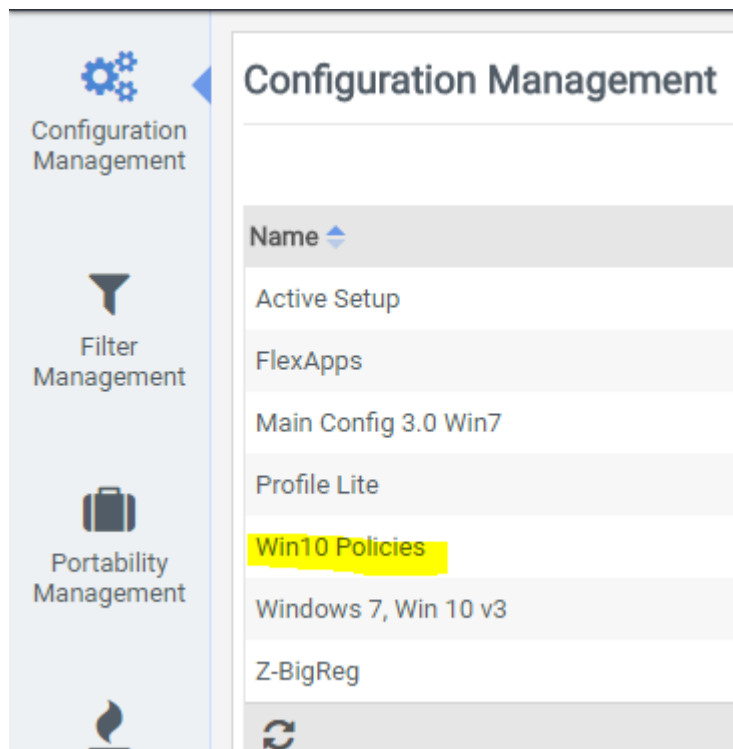 Configuration
Management
Filter
Management
Portability
Management
Configuration Management
Name
Active Setup
FlexApps
Main Config 3.0 Win7
Profile Lite
Win10 Policies
Windows 7, Win 10 v3
Z-BigReg